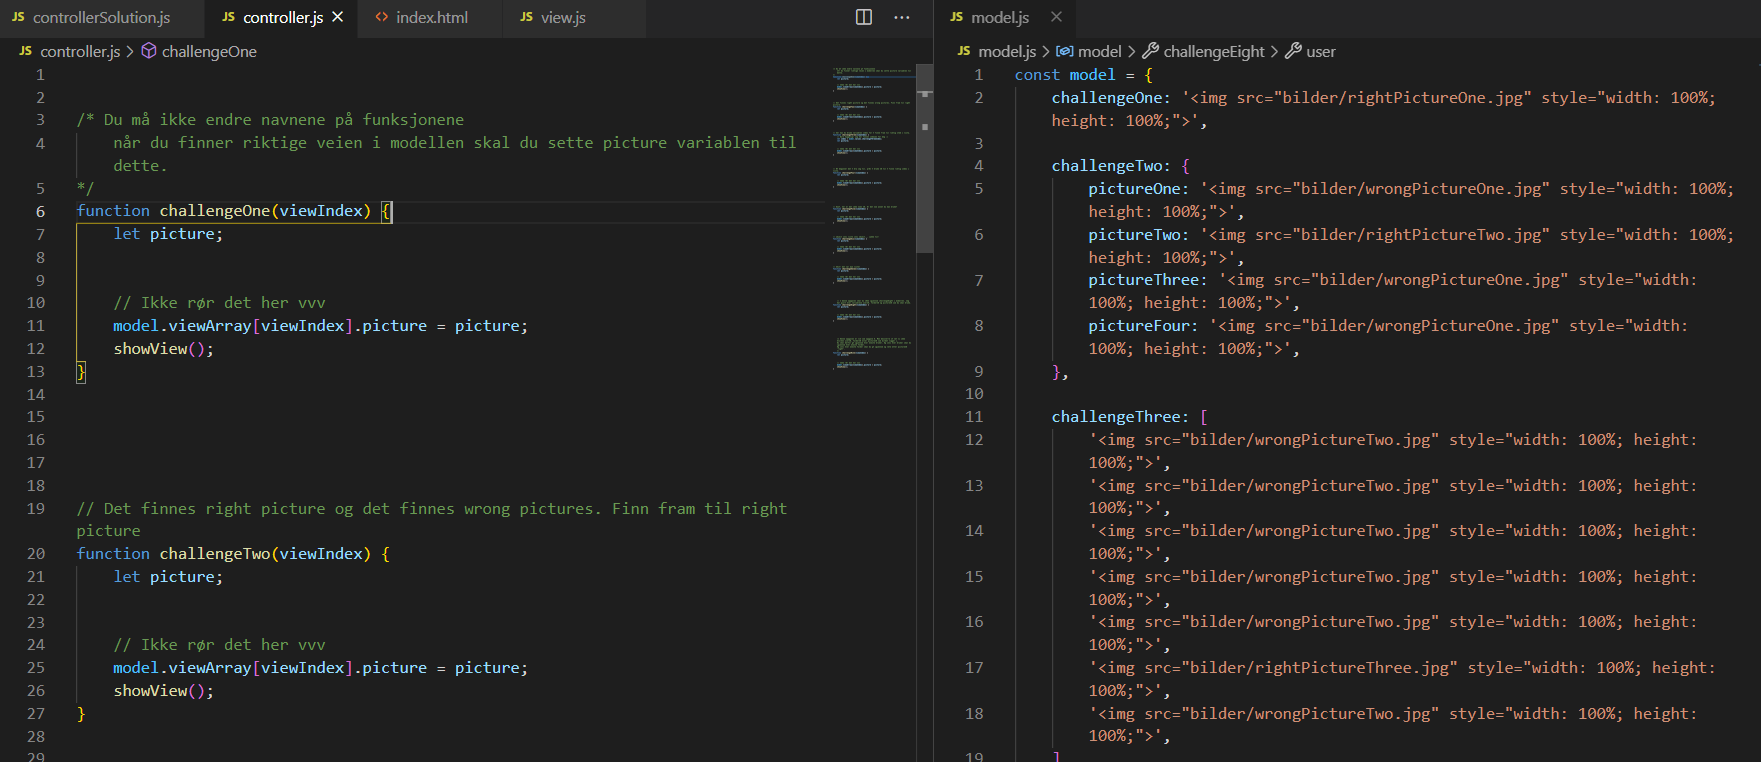 JS controllerSolution.js
JS controller.js ×
<> index.html
JS view.js
...
JS controller.js > challengeOne
1
2
3 /* Du må ikke endre navnene på funksjonene
4 når du finner riktige veien i modellen skal du sette picture variablen til
dette.
5 */
6 function challengeOne(viewIndex) {
7 let picture;
8
9
10 // Ikke rør det her vvv
11 model.viewArray[viewIndex].picture = picture;
12 showView();
13 }
14
15
16
17
18
19 // Det finnes right picture og det finnes wrong pictures. Finn fram til right
picture
20 function challengeTwo(viewIndex) {
21 let picture;
22
23
24 // Ikke rør det her vvv
25 model.viewArray[viewIndex].picture = picture;
26 showView();
27 }
28
29
JS model.js ×
JS model.js > model > challengeEight > user
1 const model = {
2 challengeOne: '<img src="bilder/rightPictureOne.jpg" style="width: 100%;
height: 100%;">',
3
4 challengeTwo: {
5 pictureOne: '<img src="bilder/wrongPictureOne.jpg" style="width: 100%;
height: 100%;">',
6 pictureTwo: '<img src="bilder/rightPictureTwo.jpg" style="width: 100%;
height: 100%;">',
7 pictureThree: '<img src="bilder/wrongPictureOne.jpg" style="width:
100%; height: 100%;">',
8 pictureFour: '<img src="bilder/wrongPictureOne.jpg" style="width:
100%; height: 100%;">',
9 },
10
11 challengeThree: [
12 '<img src="bilder/wrongPictureTwo.jpg" style="width: 100%; height:
100%;">',
13 '<img src="bilder/wrongPictureTwo.jpg" style="width: 100%; height:
100%;">',
14 '<img src="bilder/wrongPictureTwo.jpg" style="width: 100%; height:
100%;">',
15 '<img src="bilder/wrongPictureTwo.jpg" style="width: 100%; height:
100%;">',
16 '<img src="bilder/wrongPictureTwo.jpg" style="width: 100%; height:
100%;">',
17 '<img src="bilder/rightPictureThree.jpg" style="width: 100%; height:
100%;">',
18 '<img src="bilder/wrongPictureTwo.jpg" style="width: 100%; height:
100%;">',
19 ]